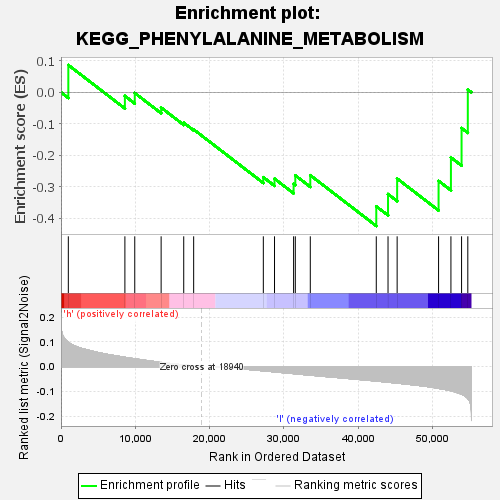 Enrichment plot:
KEGG_PHENYLALANINE_METABOLISM
Enrichment score (ES)
0.1
0.0
-0.1
-0.2
-0.3
-0.4
'h' (positively correlated)
Ranked list metric (Signal2Noise)
0.2
0.1
0.0
-0.1
-0.2
Zero cross at 18940
'l' (negatively correlated)
0
10,000
20,000
30,000
40,000
50,000
Rank in Ordered Dataset
Enrichment profile
Hits
Ranking metric scores